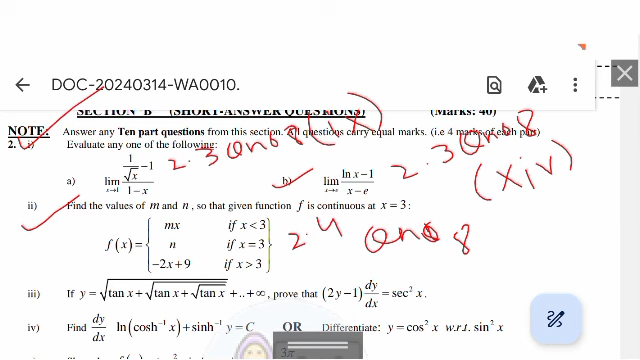 DOC-20240314-WA0010.
SECTION B (SHORT-ANSWER QUESTIONS) (Marks: 40)
NOTE: Answer any Ten part questions from this section. All questions carry equal marks. (i.e 4 marks of each part)
2. i) Evaluate any one of the following:
a) lim x→1 (1/√x − 1)/(1 − x) 2.3 Qno 8 (ix) b) lim x→e (ln x − 1)/(x − e) 2.3 Qno 8 (xiv)
ii) Find the values of m and n, so that given function f is continuous at x = 3:
f(x) = { mx if x < 3
n if x = 3
−2x + 9 if x > 3
2.4 Qno 8
iii) If y = √(tan x + √(tan x + √(tan x))) + .. + ∞, prove that (2y − 1) dy/dx = sec² x.
iv) Find dy/dx ln(cosh⁻¹ x) + sinh⁻¹ y = C OR Differentiate: y = cos² x w.r.t. sin² x
3π